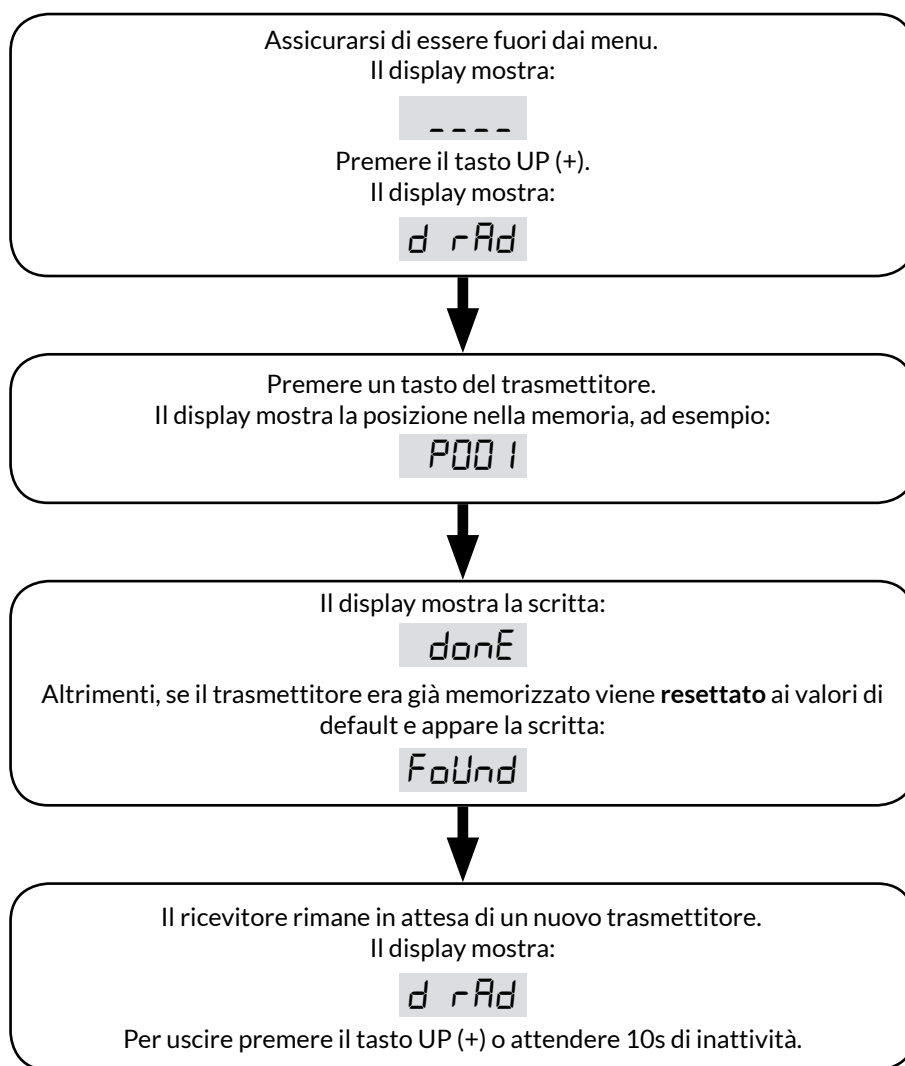 Assicurarsi di essere fuori dai menu.
Il display mostra:
----
Premere il tasto UP (+).
Il display mostra:
d rAd
Premere un tasto del trasmettitore.
Il display mostra la posizione nella memoria, ad esempio:
P001
Il display mostra la scritta:
donE
Altrimenti, se il trasmettitore era già memorizzato viene resettato ai valori di
default e appare la scritta:
FoUnd
Il ricevitore rimane in attesa di un nuovo trasmettitore.
Il display mostra:
d rAd
Per uscire premere il tasto UP (+) o attendere 10s di inattività.